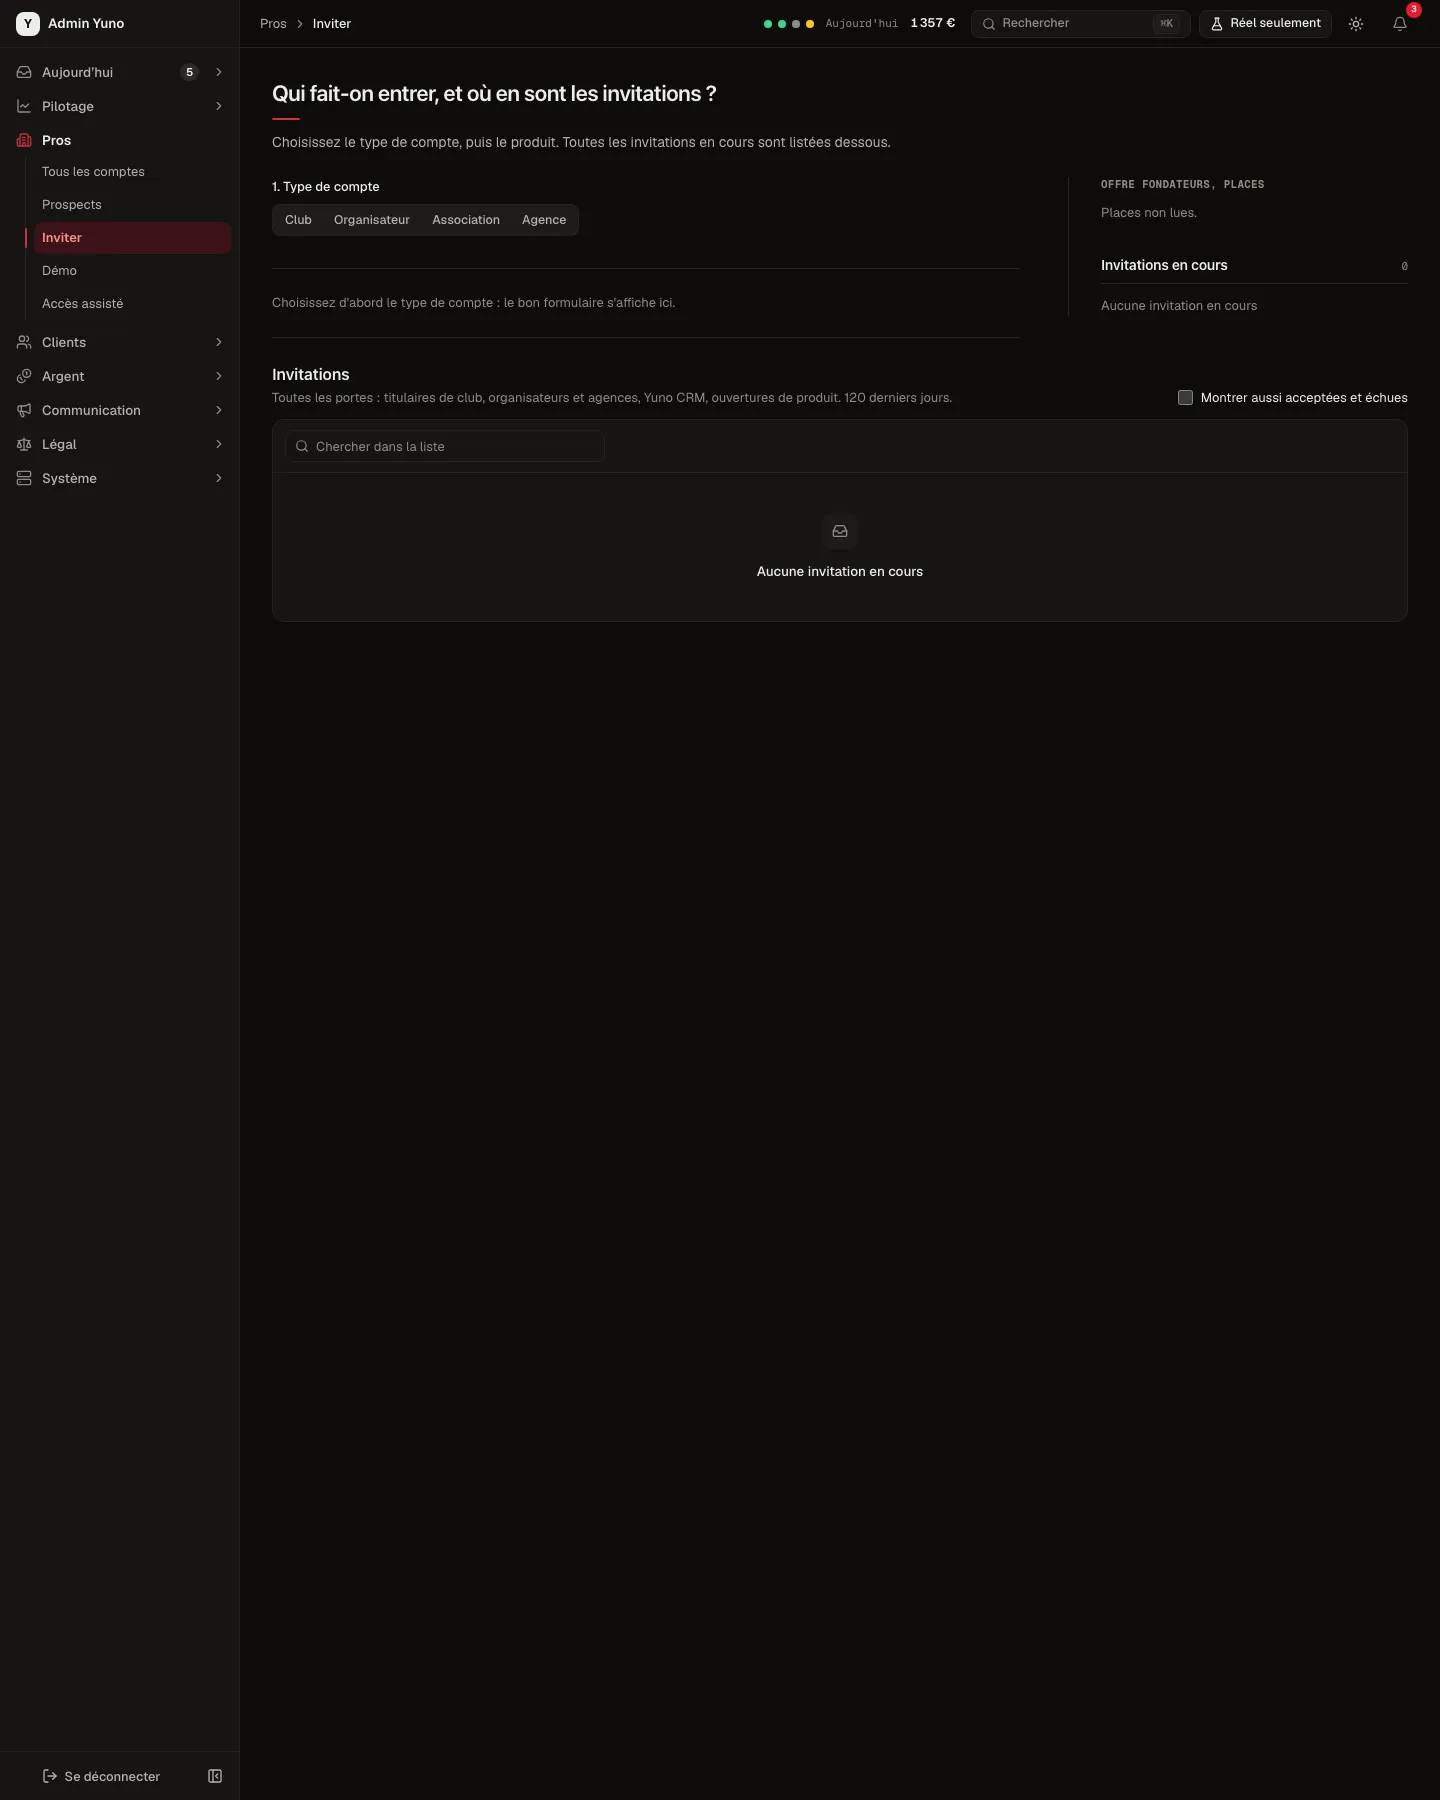 Y Admin Yuno
Pros > Inviter
Aujourd'hui 1 357 €
Rechercher ⌘K
Réel seulement
3
Aujourd'hui 5
Pilotage
Pros
Tous les comptes
Prospects
Inviter
Démo
Accès assisté
Clients
Argent
Communication
Légal
Système
Se déconnecter
Qui fait-on entrer, et où en sont les invitations ?
Choisissez le type de compte, puis le produit. Toutes les invitations en cours sont listées dessous.
1. Type de compte
Club Organisateur Association Agence
Choisissez d'abord le type de compte : le bon formulaire s'affiche ici.
OFFRE FONDATEURS, PLACES
Places non lues.
Invitations en cours 0
Aucune invitation en cours
Invitations
Toutes les portes : titulaires de club, organisateurs et agences, Yuno CRM, ouvertures de produit. 120 derniers jours.
Montrer aussi acceptées et échues
Chercher dans la liste
Aucune invitation en cours